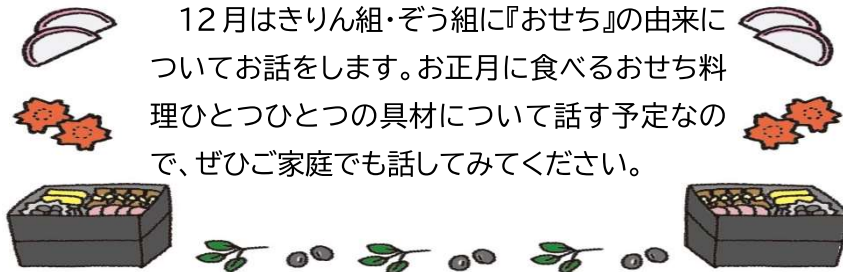 12月はきりん組・ぞう組に『おせち』の由来に
ついてお話をします。お正月に食べるおせち料
理ひとつひとつの具材について話す予定なの
で、ぜひご家庭でも話してみてください。